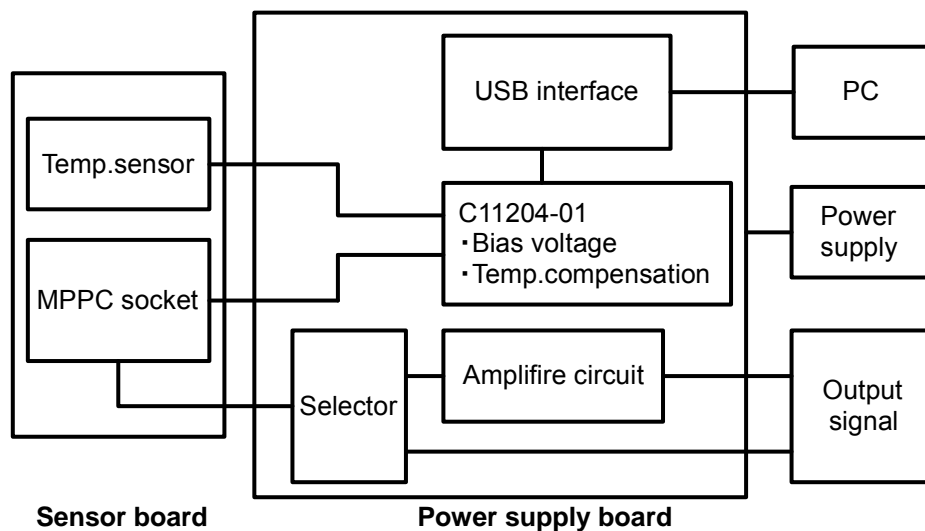 USB interface
PC
Temp.sensor
C11204-01
・Bias voltage
・Temp.compensation
Power
supply
MPPC socket
Selector
Amplifire circuit
Output
signal
Sensor board
Power supply board